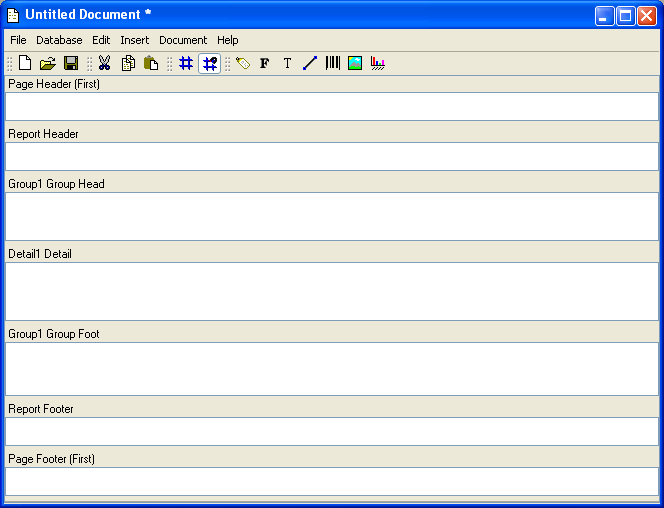 Untitled Document *
File Database Edit Insert Document Help
F T
Page Header (First)
Report Header
Group1 Group Head
Detail1 Detail
Group1 Group Foot
Report Footer
Page Footer (First)